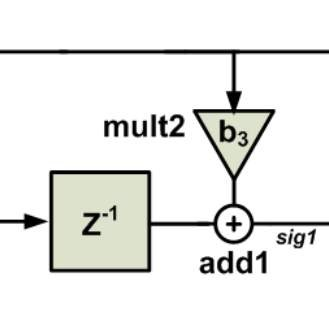 mult2
b₃
Z⁻¹
+
sig1
add1